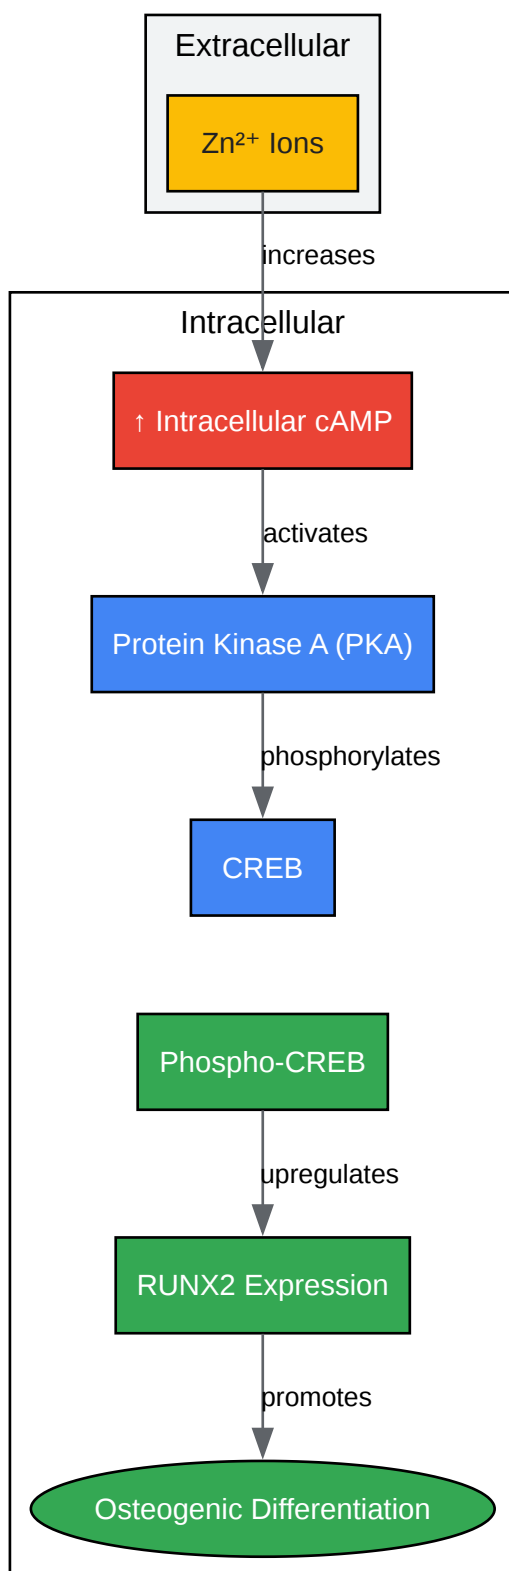 Extracellular
Zn²⁺ Ions
increases
Intracellular
↑ Intracellular cAMP
activates
Protein Kinase A (PKA)
phosphorylates
CREB
Phospho-CREB
upregulates
RUNX2 Expression
promotes
Osteogenic Differentiation